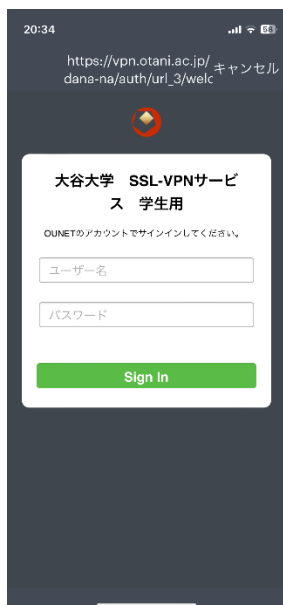 20:34
https://vpn.otani.ac.jp/
dana-na/auth/url_3/welc
キャンセル
大谷大学　SSL-VPNサービ
ス　学生用
OUNETのアカウントでサインインしてください。
ユーザー名
パスワード
Sign In